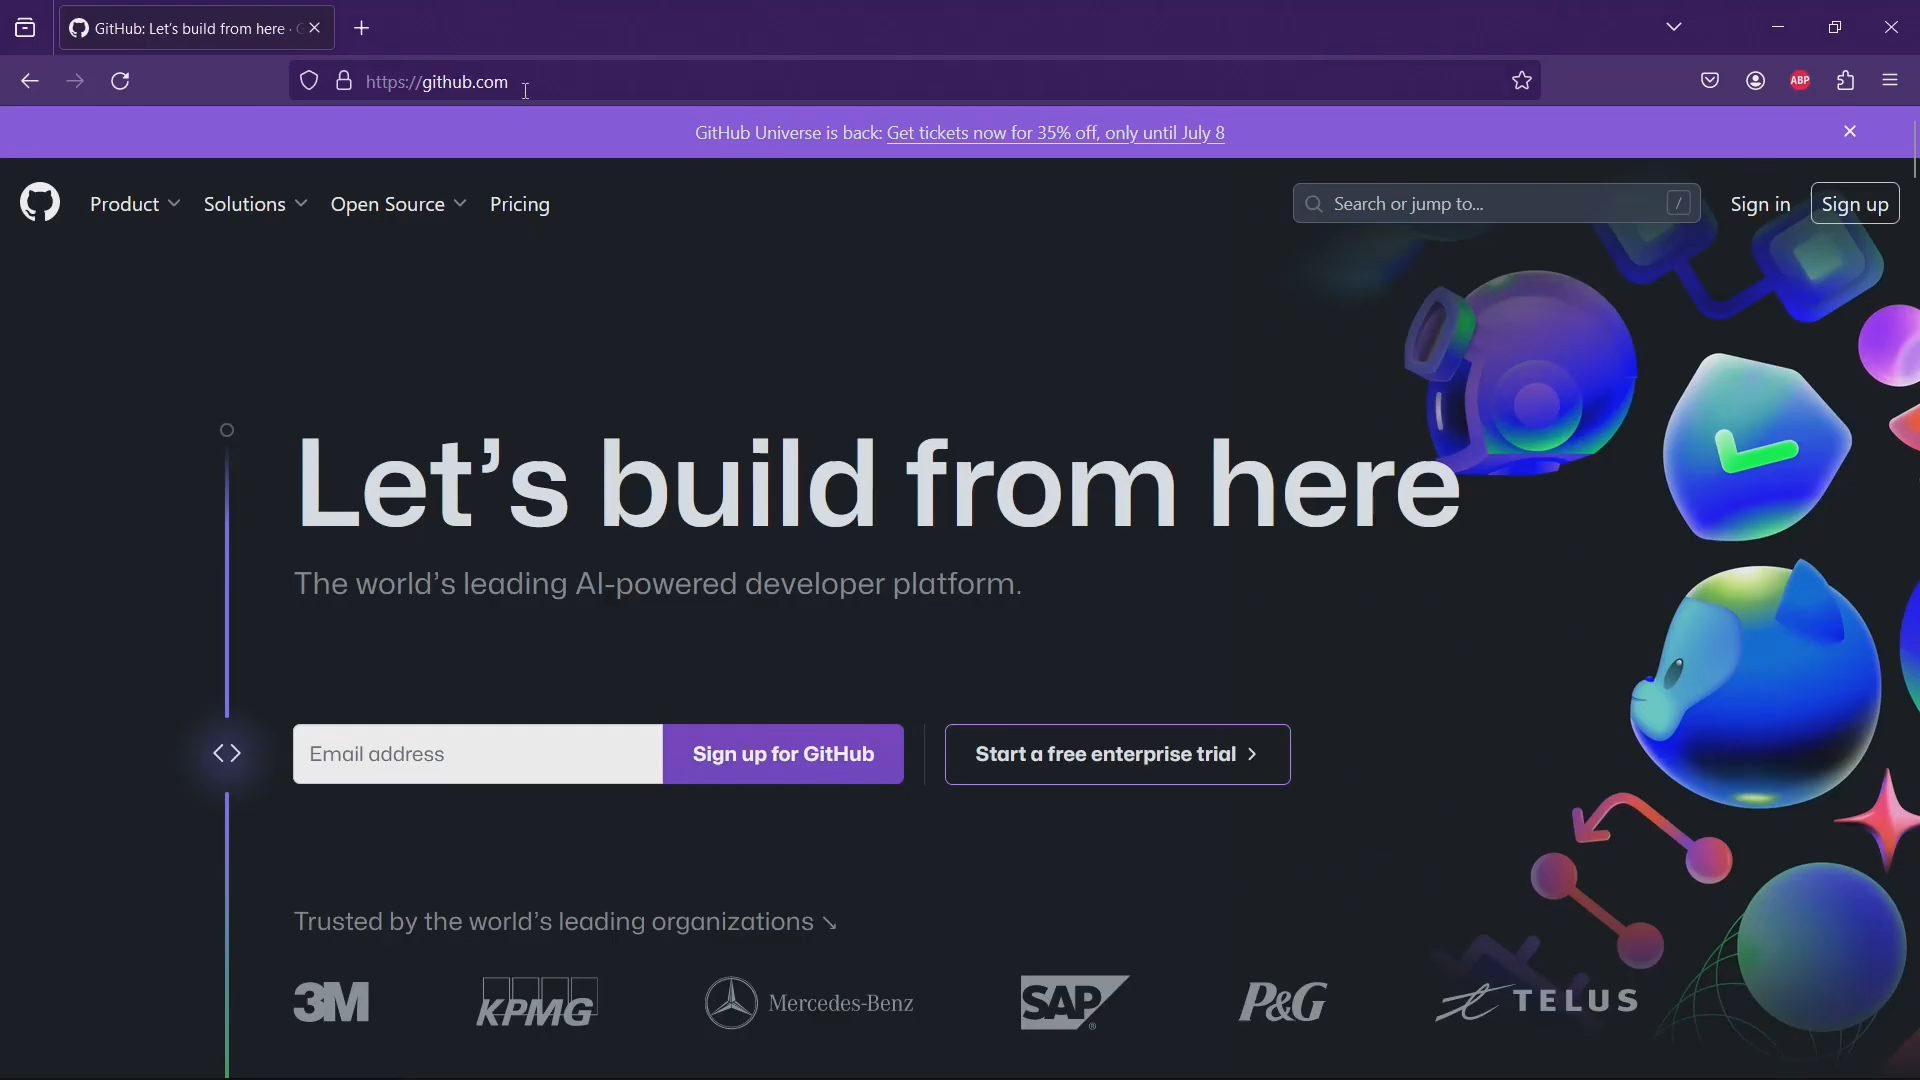 GitHub: Let's build from here ·
https://github.com
ABP
GitHub Universe is back: Get tickets now for 35% off, only until July 8
Product Solutions Open Source Pricing Search or jump to... / Sign in Sign up
Let's build from here
The world's leading AI-powered developer platform.
Email address Sign up for GitHub Start a free enterprise trial
Trusted by the world's leading organizations ↘
3M KPMG Mercedes-Benz SAP ® P&G TELUS